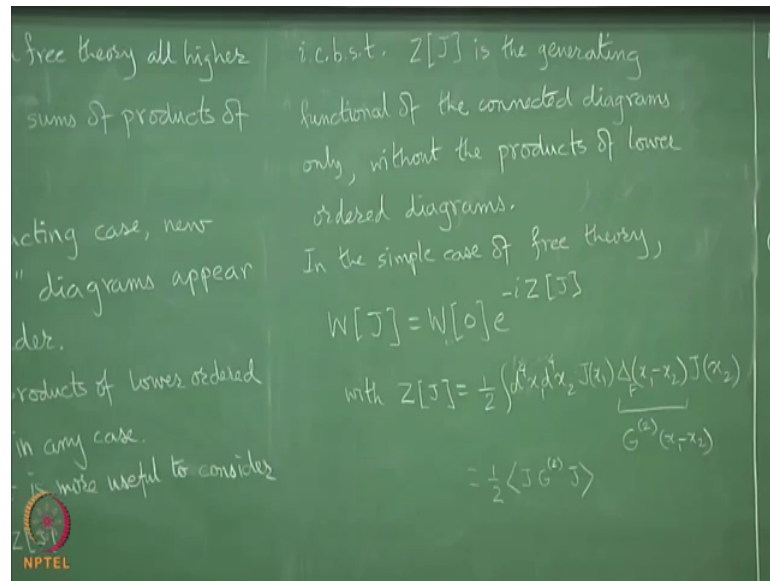 free theory all higher
sums of products of
acting case, new
" diagrams appear
der.
roducts of lower ordered
in any case.
is more useful to consider
Z[J]
i.c.b.s.t. Z[J] is the generating
functional of the connected diagrams
only, without the products of lower
ordered diagrams.
In the simple case of free theory,
W[J] = W[0] e^{-iZ[J]}
with Z[J] = 1/2 ∫d⁴x₁d⁴x₂ J(x₁) Δ_F(x₁-x₂) J(x₂)
G^{(2)}(x₁-x₂)
= 1/2 ⟨J G^{(2)} J⟩
NPTEL